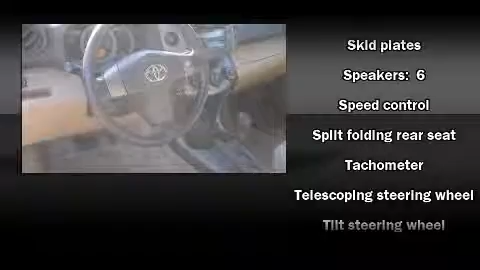 Skid plates
Speakers: 6
Speed control
Split folding rear seat
Tachometer
Telescoping steering wheel
Tilt steering wheel